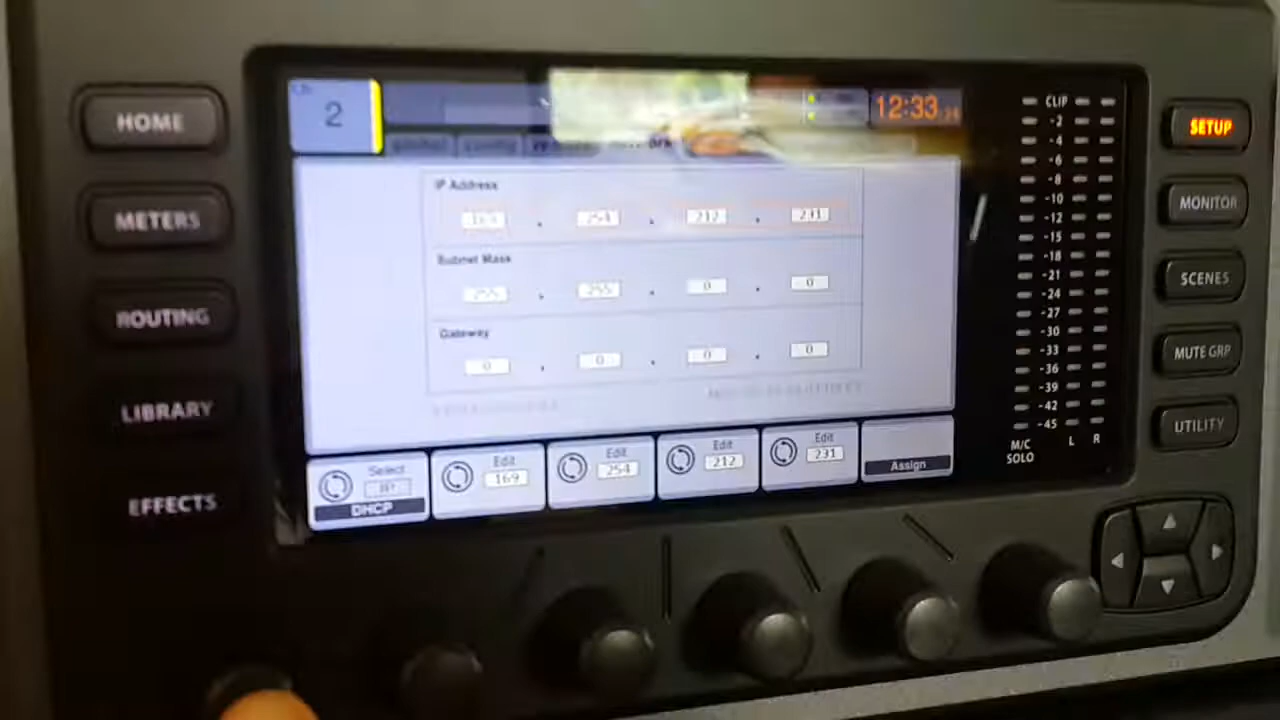 HOME
METERS
ROUTING
LIBRARY
EFFECTS
Ch
2
12:33
IP Address
169 . 254 . 212 . 231
Subnet Mask
255 . 255 . 0 . 0
Gateway
0 . 0 . 0 . 0
Select
DHCP
Edit
169
Edit
254
Edit
212
Edit
231
Assign
CLIP
-2
-4
-6
-8
-10
-12
-15
-18
-21
-24
-27
-30
-33
-36
-39
-42
-45
M/C
SOLO
L R
SETUP
MONITOR
SCENES
MUTE GRP
UTILITY